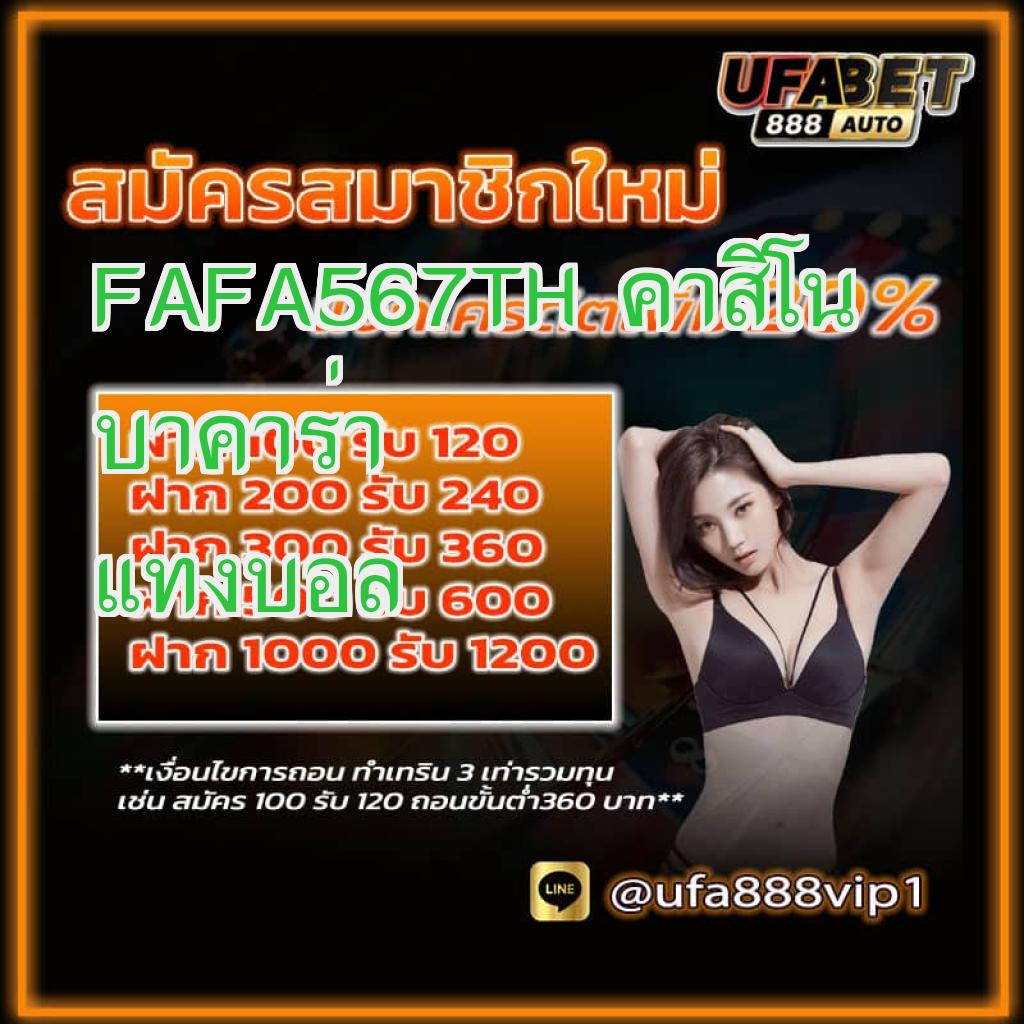 UFABET
888 AUTO
สมัครสมาชิกใหม่
FAFA567TH คาสิโน
20%
บาคาร่า
รับ 120
ฝาก 200 รับ 240
ฝาก 300 รับ 360
แทงบอล
600
ฝาก 1000 รับ 1200
**เงื่อนไขการถอน ทำเทริน 3 เท่ารวมทุน
เช่น สมัคร 100 รับ 120 ถอนขั้นต่ำ360 บาท**
LINE @ufa888vip1